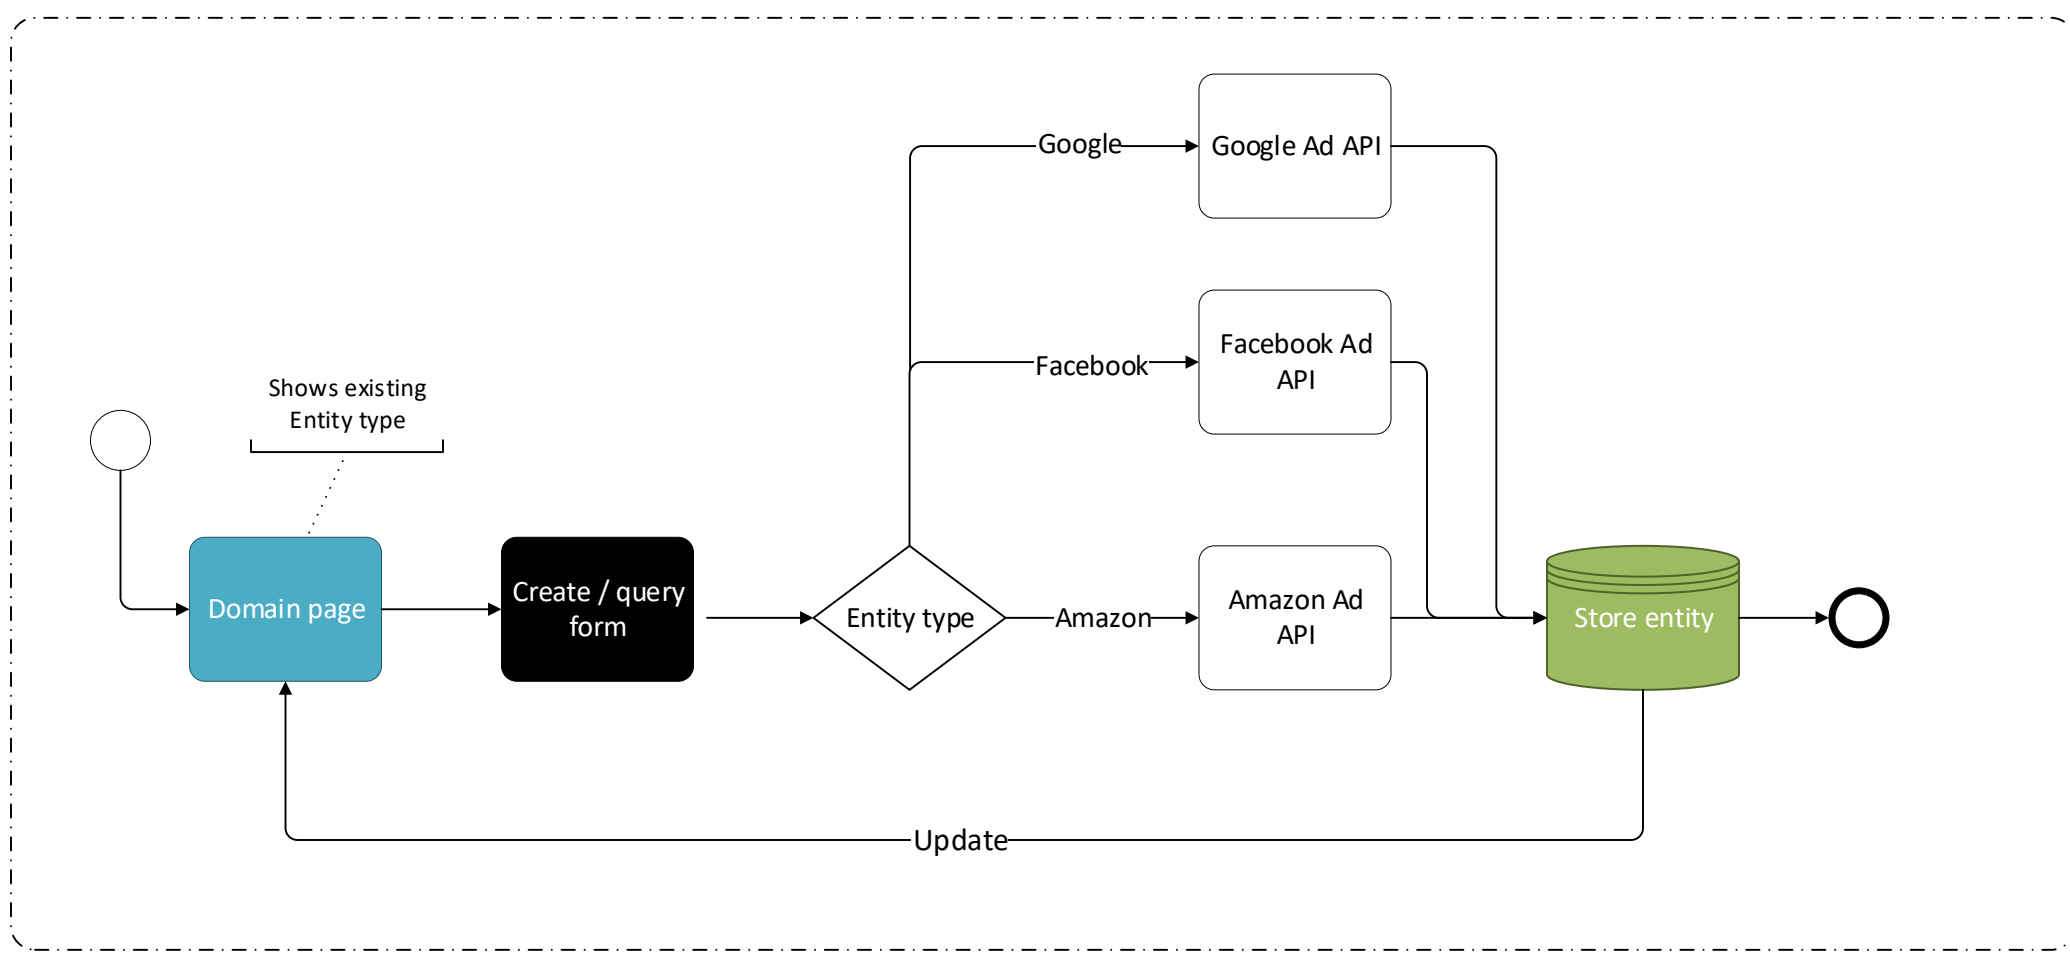 Google
Google Ad API
Facebook
Facebook Ad
API
Shows existing
Entity type
Domain page
Create / query
form
Entity type
Amazon
Amazon Ad
API
Store entity
Update